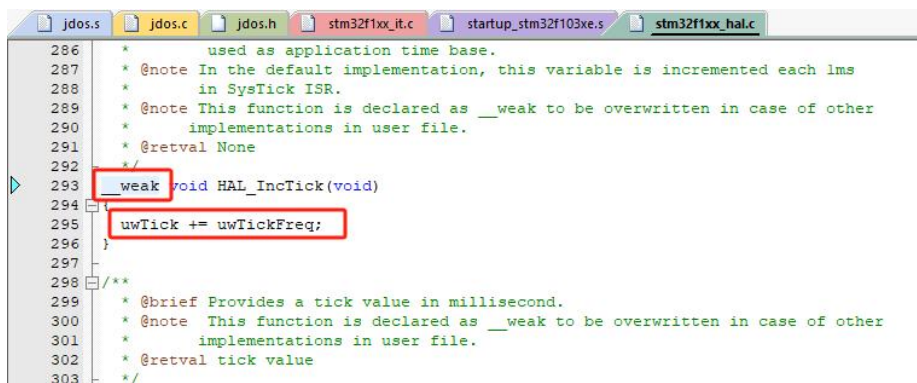 jdos.s jdos.c jdos.h stm32f1xx_it.c startup_stm32f103xe.s stm32f1xx_hal.c
286 * used as application time base.
287 * @note In the default implementation, this variable is incremented each 1ms
288 * in SysTick ISR.
289 * @note This function is declared as __weak to be overwritten in case of other
290 * implementations in user file.
291 * @retval None
292 */
293 __weak void HAL_IncTick(void)
294 {
295 uwTick += uwTickFreq;
296 }
297
298 /**
299 * @brief Provides a tick value in millisecond.
300 * @note This function is declared as __weak to be overwritten in case of other
301 * implementations in user file.
302 * @retval tick value
303 */